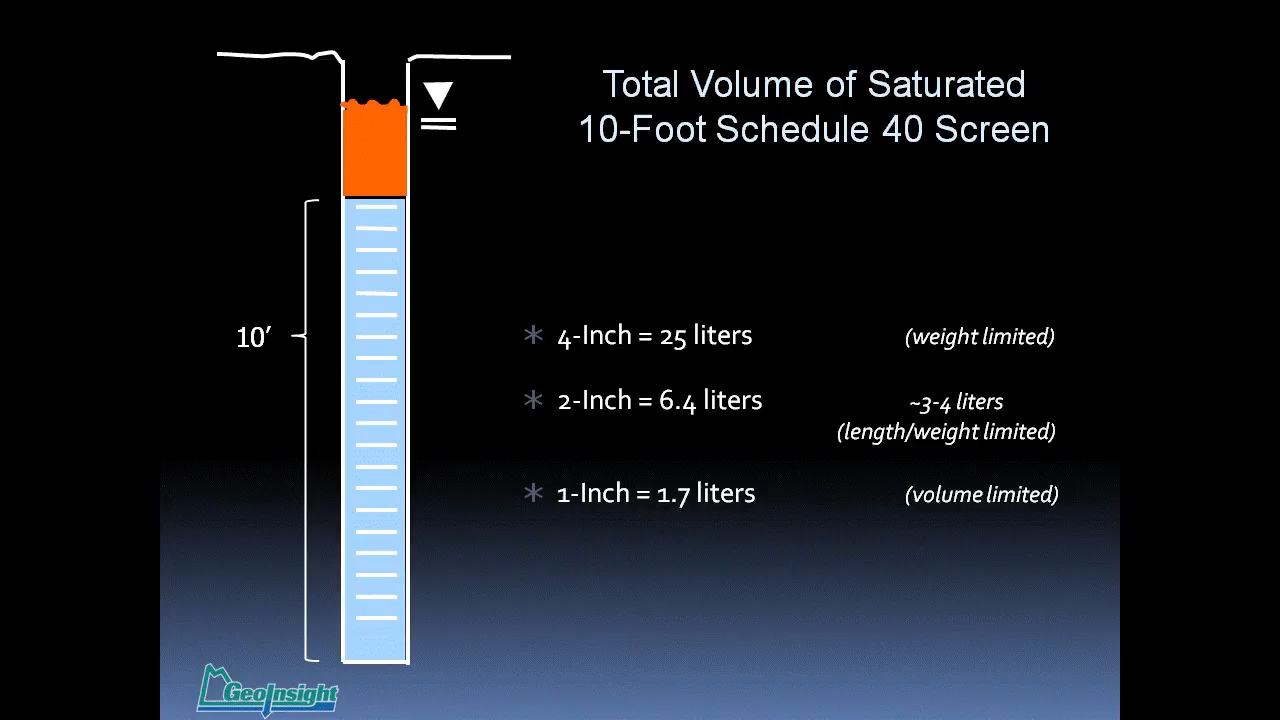 Total Volume of Saturated
10-Foot Schedule 40 Screen
10′
4-Inch = 25 liters (weight limited)
2-Inch = 6.4 liters ~3-4 liters
(length/weight limited)
1-Inch = 1.7 liters (volume limited)
GeoInsight